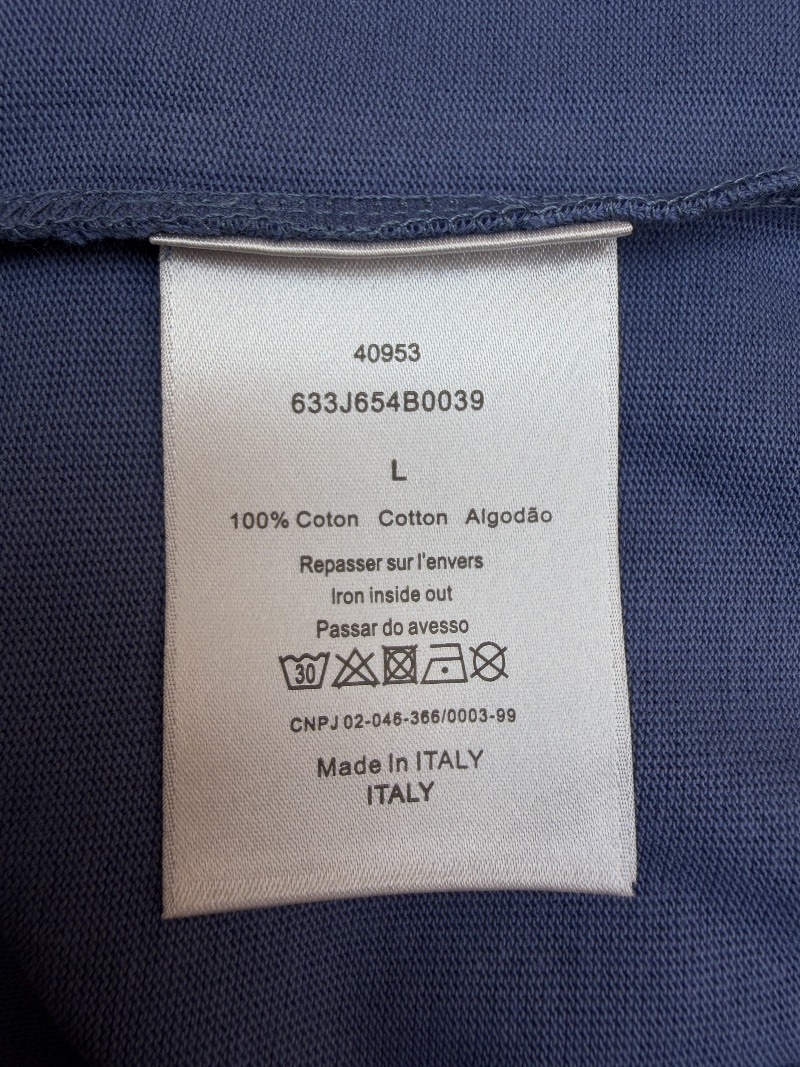 40953
633J654B0039
L
100% Coton Cotton Algodão
Repasser sur l'envers
Iron inside out
Passar do avesso
30
CNPJ 02-046-366/0003-99
Made In ITALY
ITALY